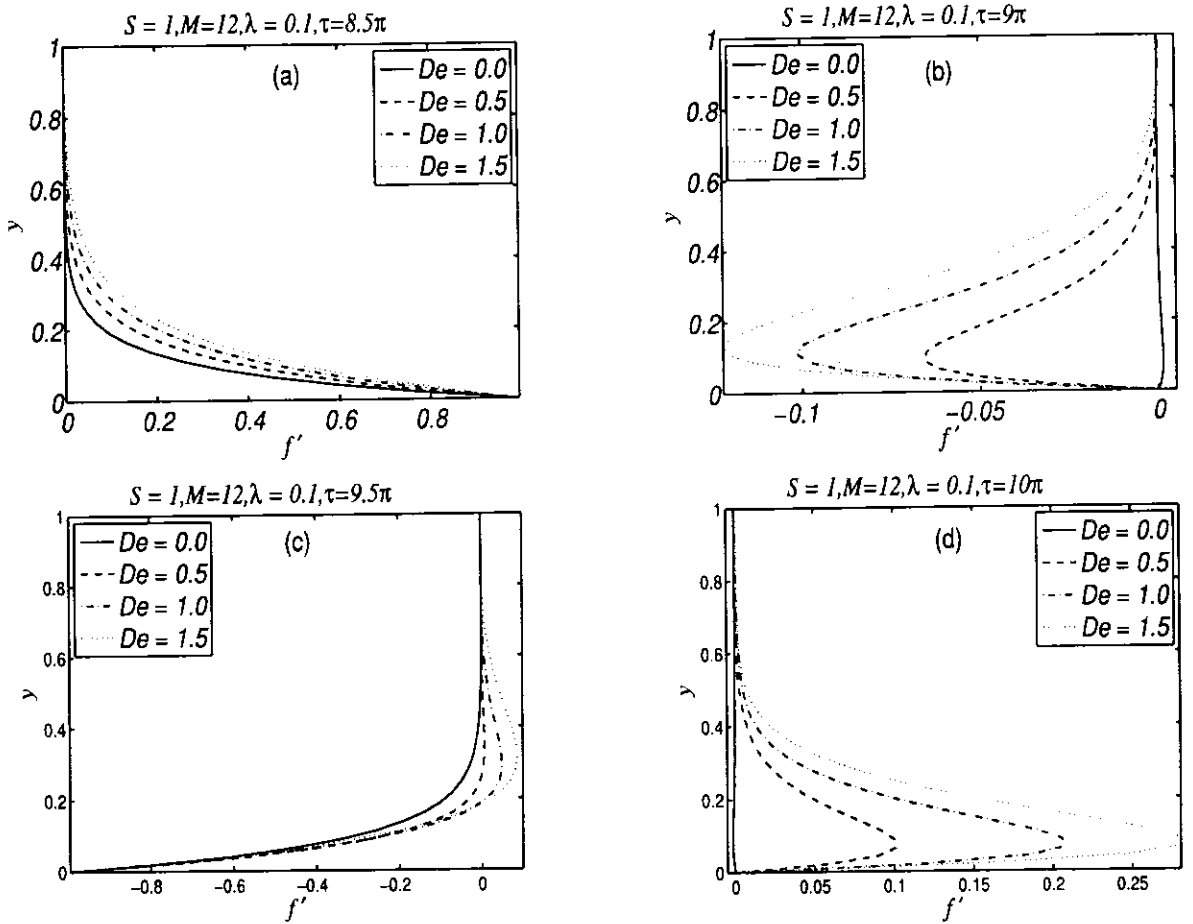 S = 1,M=12,λ = 0.1,τ=8.5π
(a)
De = 0.0
De = 0.5
De = 1.0
De = 1.5
1
0.8
0.6
0.4
0.2
0
y
0 0.2 0.4 0.6 0.8
f'
S = 1,M=12,λ = 0.1,τ=9π
(b)
De = 0.0
De = 0.5
De = 1.0
De = 1.5
1
0.8
0.6
0.4
0.2
0
y
−0.1 −0.05 0
f'
S = 1,M=12,λ = 0.1,τ=9.5π
(c)
De = 0.0
De = 0.5
De = 1.0
De = 1.5
1
0.8
0.6
0.4
0.2
0
y
−0.8 −0.6 −0.4 −0.2 0
f'
S = 1,M=12,λ = 0.1,τ=10π
(d)
De = 0.0
De = 0.5
De = 1.0
De = 1.5
1
0.8
0.6
0.4
0.2
0
y
0 0.05 0.1 0.15 0.2 0.25
f'